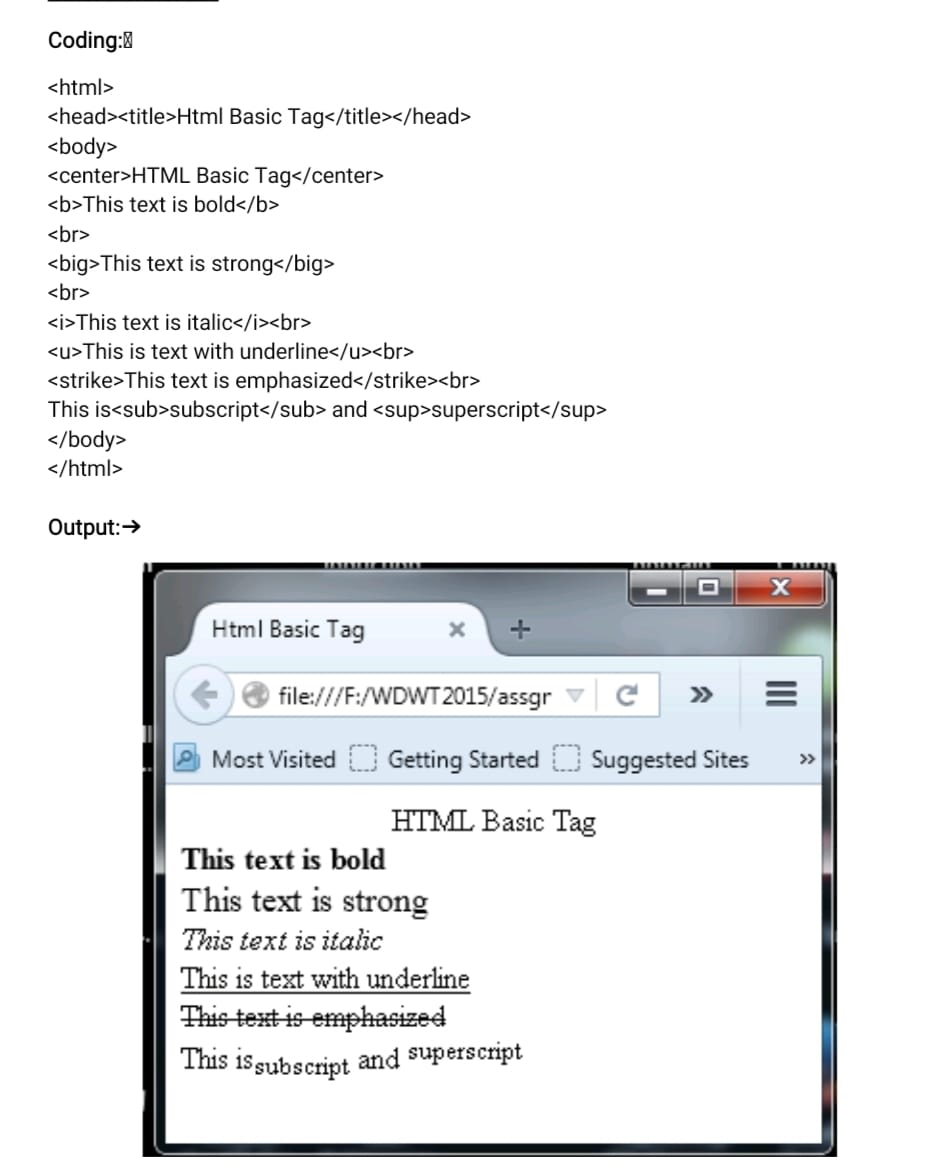 Coding:
<html>
<head><title>Html Basic Tag</title></head>
<body>
<center>HTML Basic Tag</center>
<b>This text is bold</b>
<br>
<big>This text is strong</big>
<br>
<i>This text is italic</i><br>
<u>This is text with underline</u><br>
<strike>This text is emphasized</strike><br>
This is<sub>subscript</sub> and <sup>superscript</sup>
</body>
</html>
Output:→
Html Basic Tag
file:///F:/WDWT2015/assgr
Most Visited Getting Started Suggested Sites »
HTML Basic Tag
This text is bold
This text is strong
This text is italic
This is text with underline
This text is emphasized
This is subscript and superscript